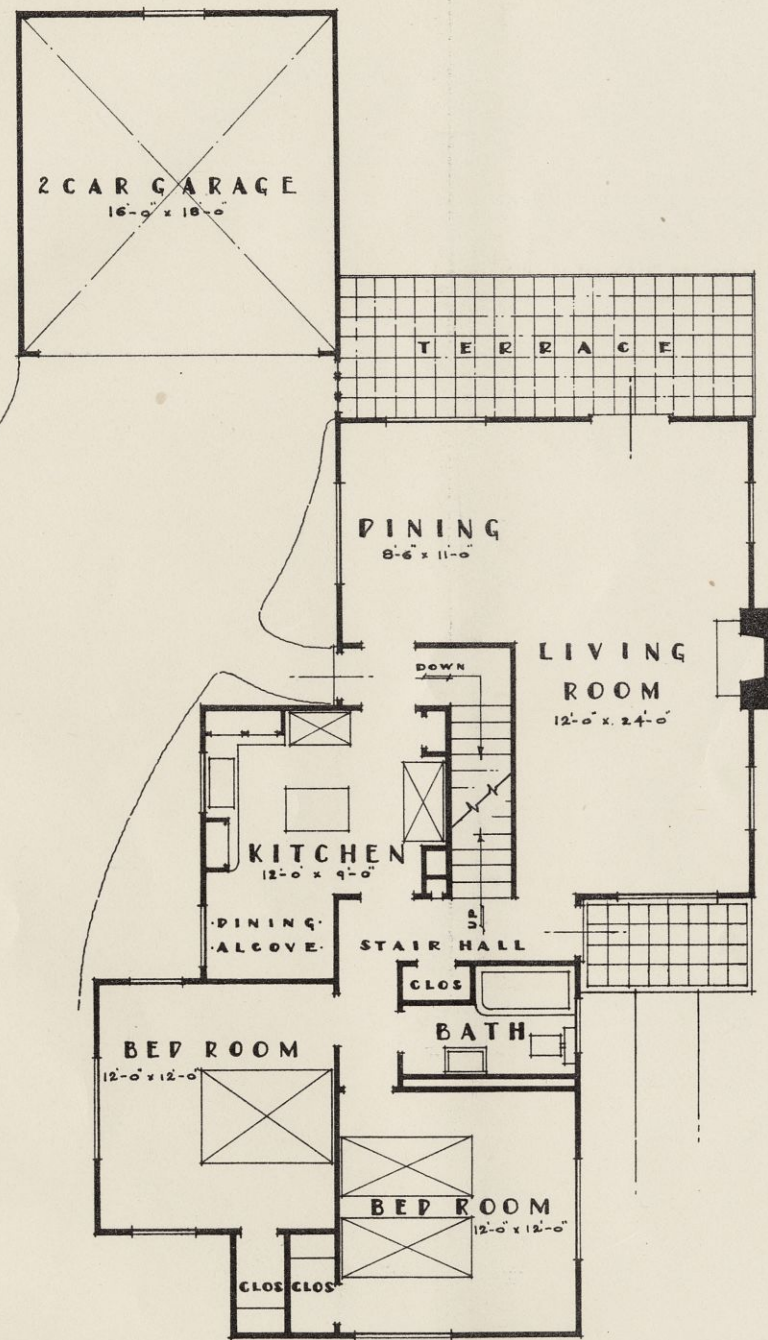 2 CAR GARAGE
16'-0" x 18'-0"
TERRACE
DINING
8'-6" x 11'-0"
DOWN
LIVING
ROOM
12'-0" x 24'-0"
KITCHEN
12'-0" x 9'-0"
·DINING·
·ALCOVE·
UP
STAIR HALL
CLOS
BATH
BED ROOM
12'-0" x 12'-0"
BED ROOM
12'-0" x 12'-0"
CLOS
CLOS